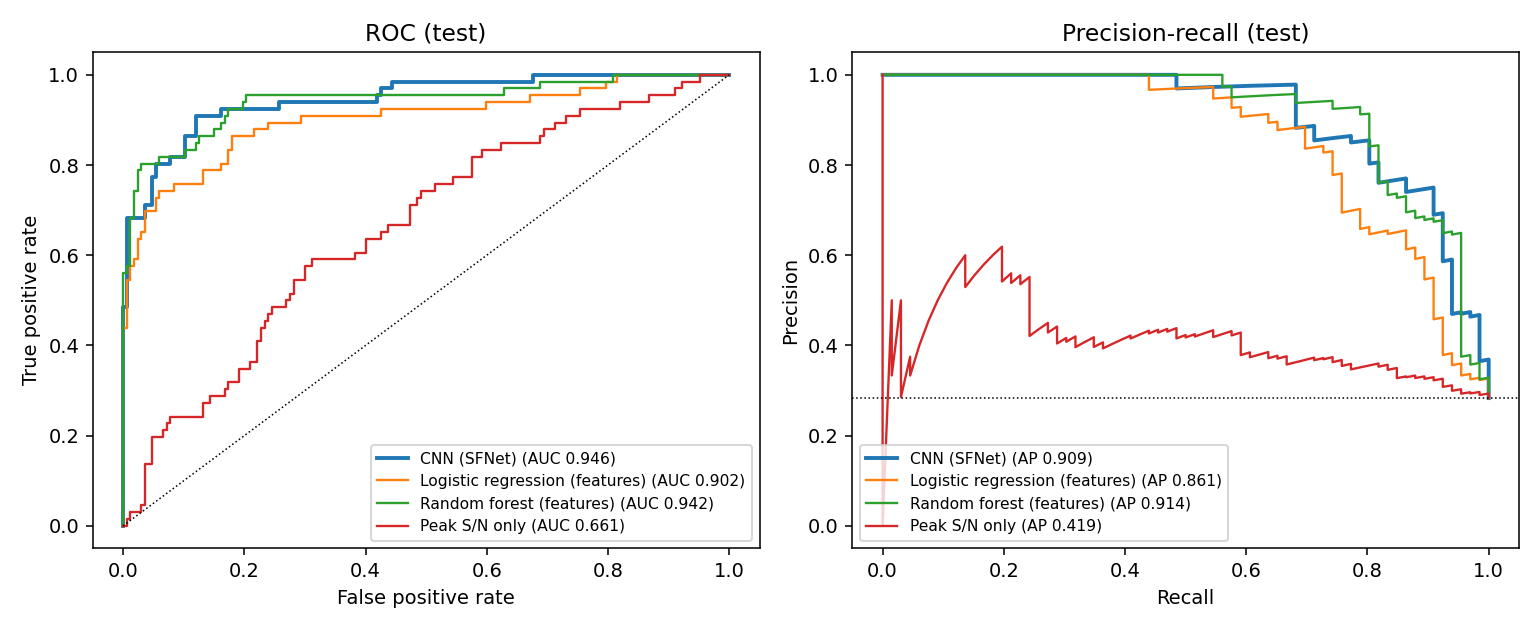 ROC (test)
True positive rate
1.0
0.8
0.6
0.4
0.2
0.0
CNN (SFNet) (AUC 0.946)
Logistic regression (features) (AUC 0.902)
Random forest (features) (AUC 0.942)
Peak S/N only (AUC 0.661)
0.0 0.2 0.4 0.6 0.8 1.0
False positive rate
Precision-recall (test)
Precision
1.0
0.8
0.6
0.4
0.2
0.0
CNN (SFNet) (AP 0.909)
Logistic regression (features) (AP 0.861)
Random forest (features) (AP 0.914)
Peak S/N only (AP 0.419)
0.0 0.2 0.4 0.6 0.8 1.0
Recall